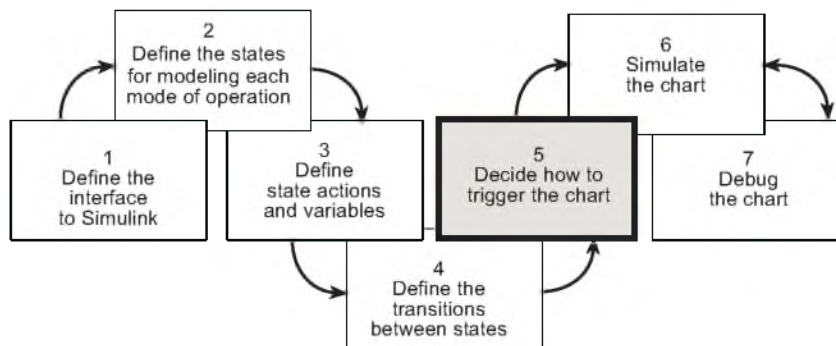 1
Define the
interface
to Simulink
2
Define the states
for modeling each
mode of operation
3
Define
state actions
and variables
4
Define the
transitions
between states
5
Decide how to
trigger the chart
6
Simulate
the chart
7
Debug
the chart